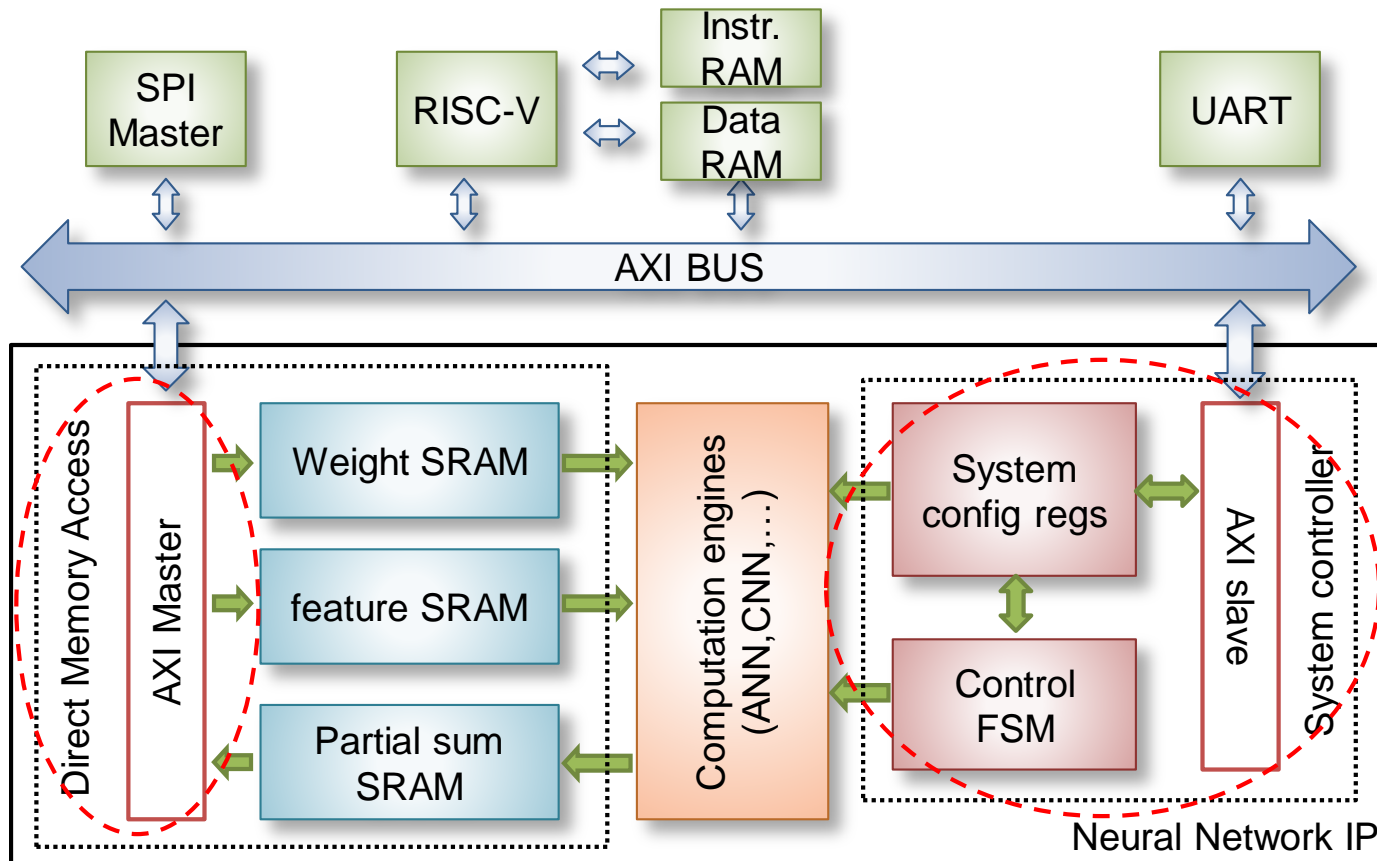 SPI
Master
RISC-V
Instr.
RAM
Data
RAM
UART
AXI BUS
Direct Memory Access
AXI Master
Weight SRAM
feature SRAM
Partial sum
SRAM
Computation engines
(ANN,CNN,...)
System
config regs
Control
FSM
AXI slave
System controller
Neural Network IP